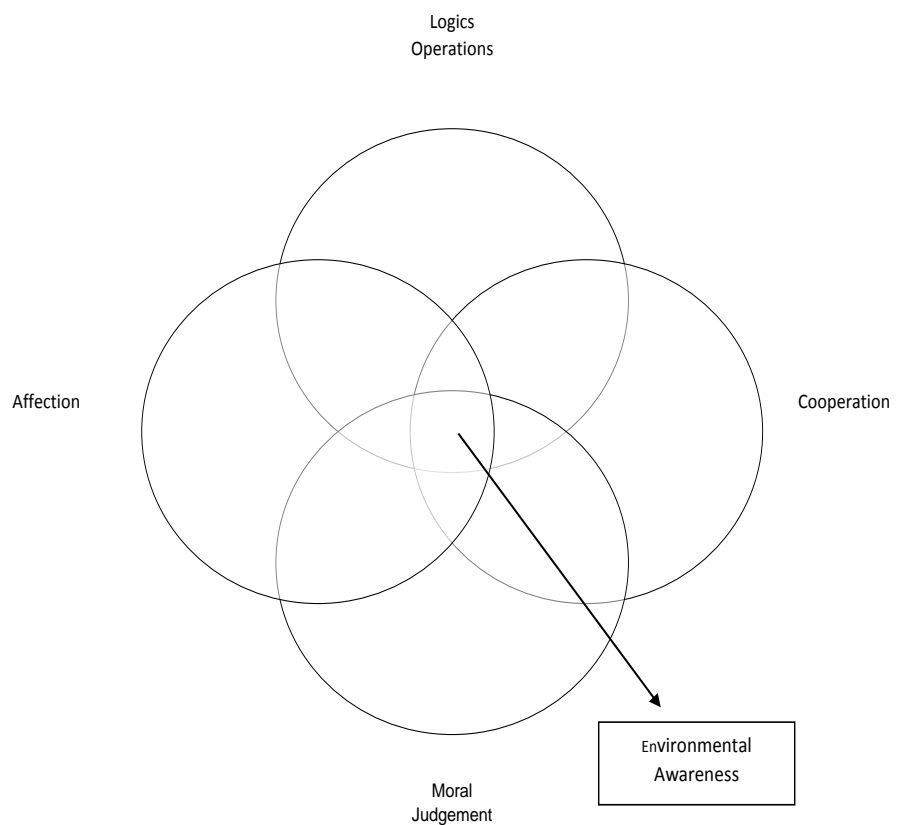 Logics
Operations
Affection
Cooperation
Environmental
Awareness
Moral
Judgement